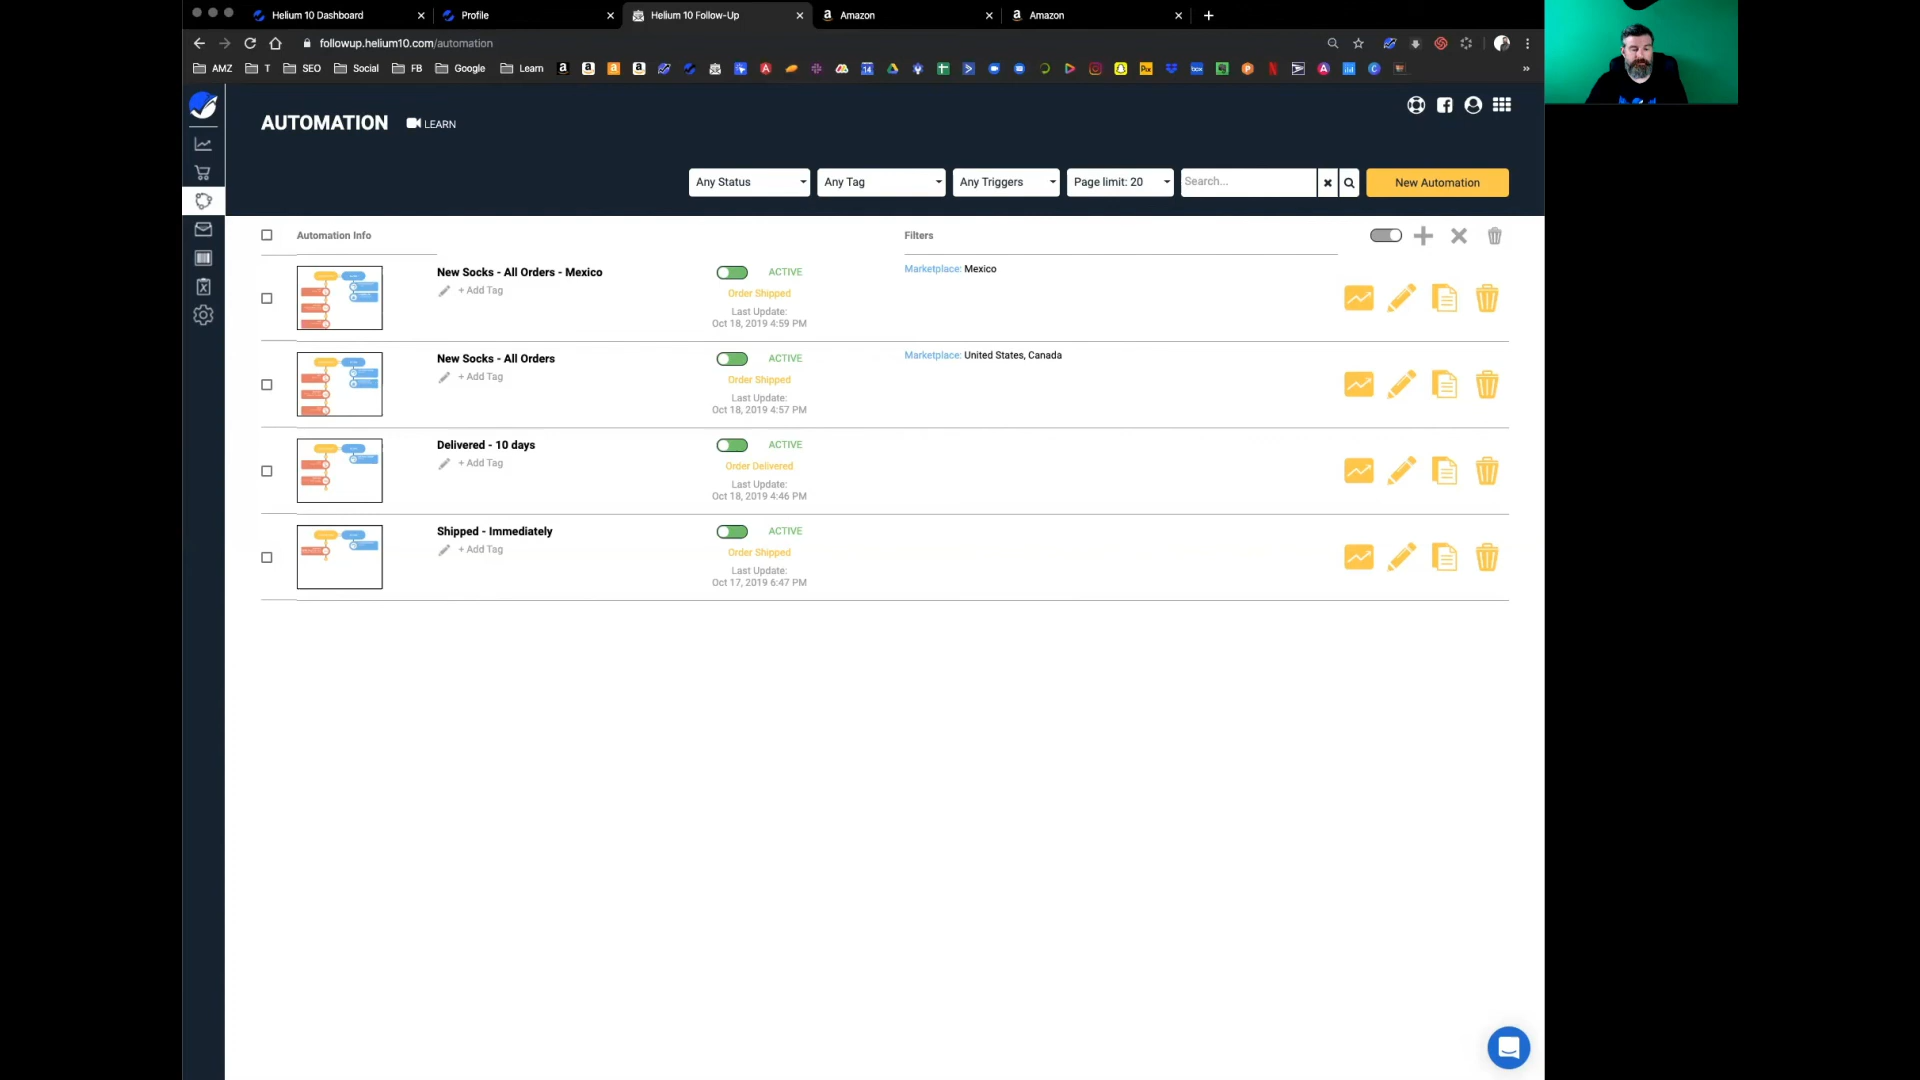 Helium 10 Dashboard
Profile
Helium 10 Follow-Up
Amazon
Amazon
followup.helium10.com/automation
AMZ
T
SEO
Social
FB
Google
Learn
AUTOMATION
LEARN
Any Status
Any Tag
Any Triggers
Page limit: 20
Search...
New Automation
Automation Info
Filters
New Socks - All Orders - Mexico
+ Add Tag
ACTIVE
Order Shipped
Last Update:
Oct 18, 2019 4:59 PM
Marketplace: Mexico
New Socks - All Orders
+ Add Tag
ACTIVE
Order Shipped
Last Update:
Oct 18, 2019 4:57 PM
Marketplace: United States, Canada
Delivered - 10 days
+ Add Tag
ACTIVE
Order Delivered
Last Update:
Oct 18, 2019 4:46 PM
Shipped - Immediately
+ Add Tag
ACTIVE
Order Shipped
Last Update:
Oct 17, 2019 6:47 PM